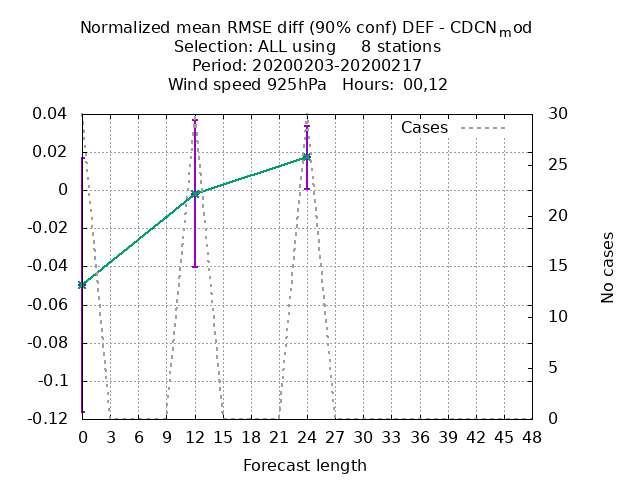 Normalized mean RMSE diff (90% conf) DEF - CDCNmod
Selection: ALL using     8 stations
Period: 20200203-20200217
Wind speed 925hPa   Hours: 00,12
Cases
0.04
0.02
0
-0.02
-0.04
-0.06
-0.08
-0.1
-0.12
30
25
20
15
10
5
0
No cases
0 3 6 9 12 15 18 21 24 27 30 33 36 39 42 45 48
Forecast length